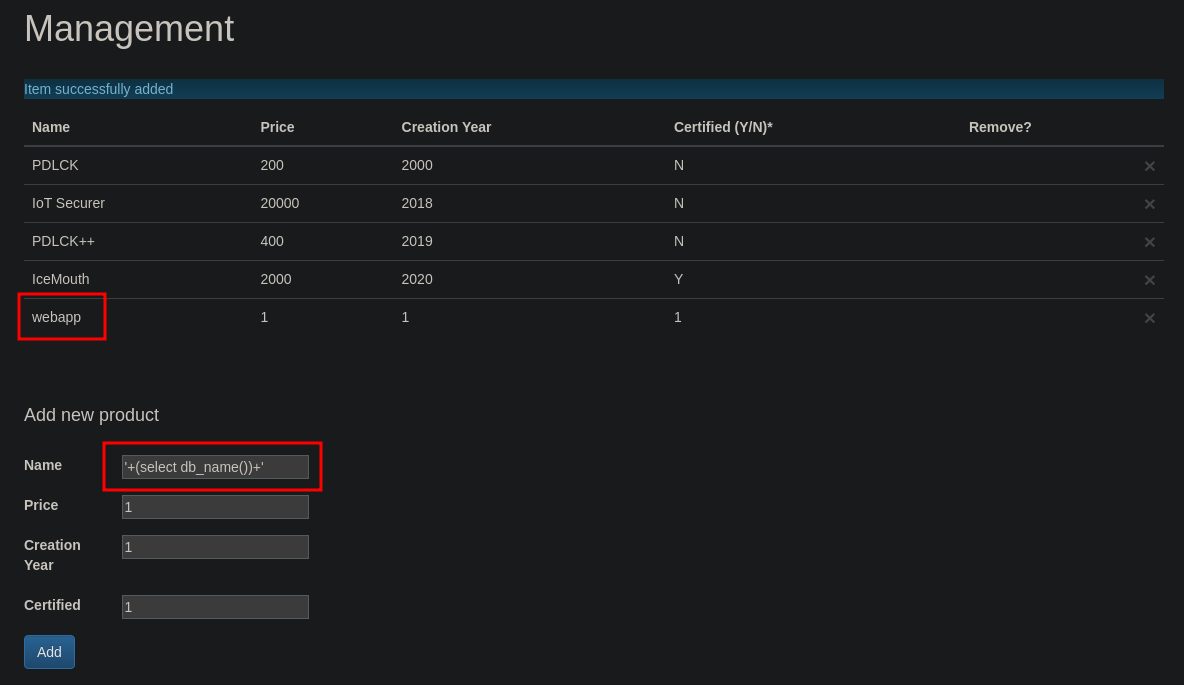 Management
Item successfully added
Name Price Creation Year Certified (Y/N)* Remove?
PDLCK 200 2000 N ×
IoT Securer 20000 2018 N ×
PDLCK++ 400 2019 N ×
IceMouth 2000 2020 Y ×
webapp 1 1 1 ×
Add new product
Name '+(select db_name())+'
Price 1
Creation 1
Year
Certified 1
Add